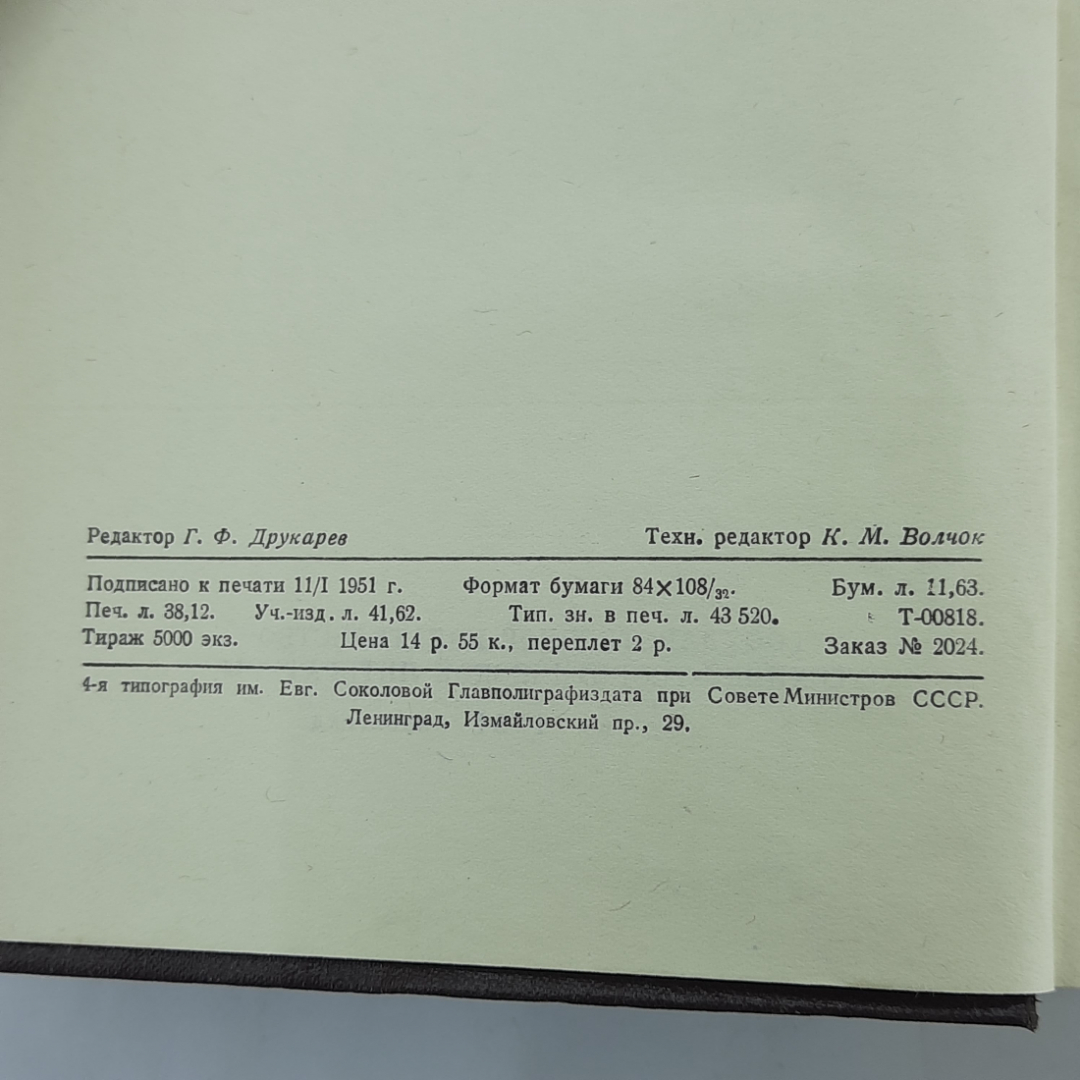 Редактор Г. Ф. Друкарев Техн. редактор К. М. Волчок
Подписано к печати 11/I 1951 г. Формат бумаги 84×108/32. Бум. л. 11,63.
Печ. л. 38,12. Уч.-изд. л. 41,62. Тип. зн. в печ. л. 43 520. Т-00818.
Тираж 5000 экз. Цена 14 р. 55 к., переплет 2 р. Заказ № 2024.
4-я типография им. Евг. Соколовой Главполиграфиздата при Совете Министров СССР.
Ленинград, Измайловский пр., 29.